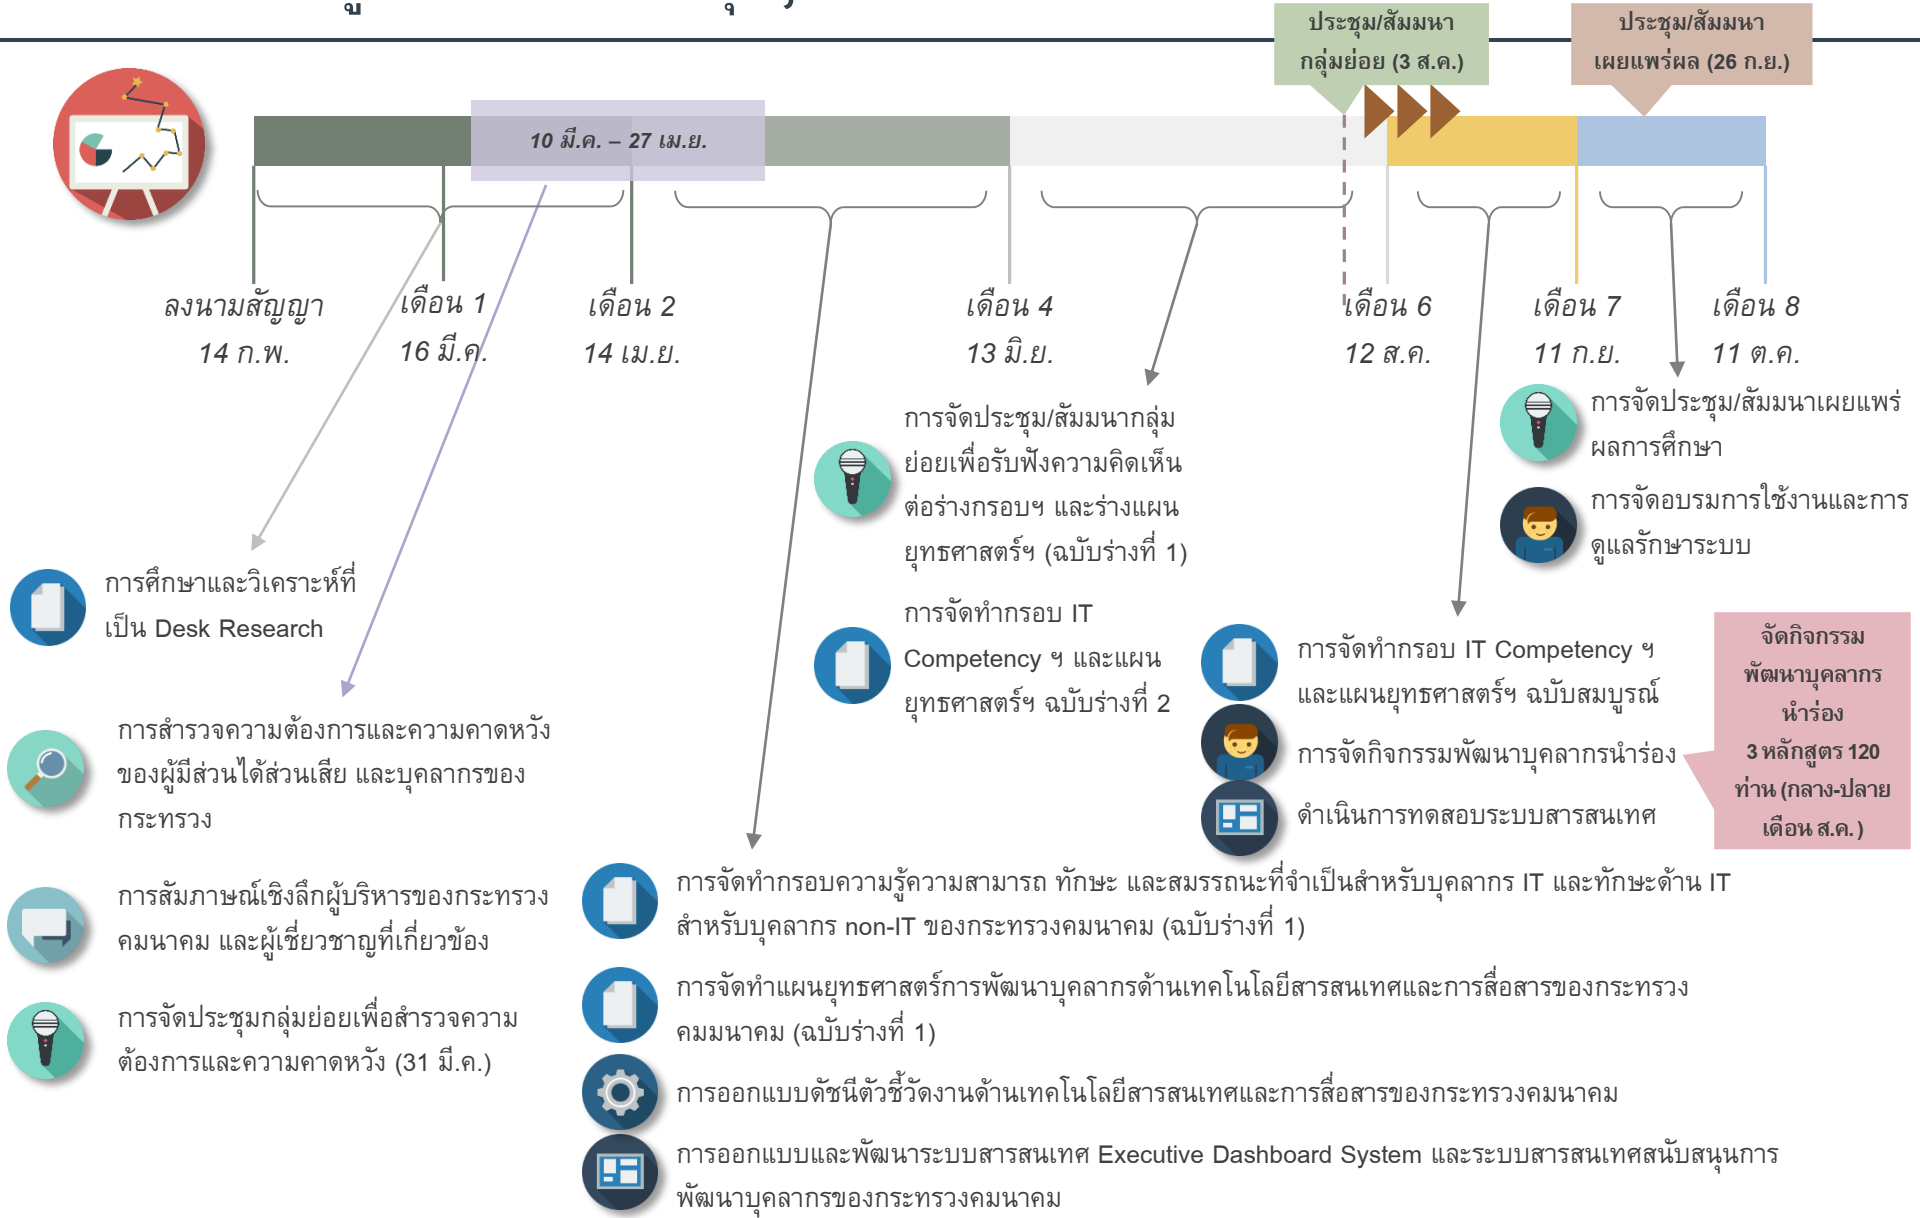 ประชุม/สัมมหา
กลุ่มย่อย (3 ส.ค.)
ประชุม/สัมมหา
เผยแพร่ผล (26 ก.ย.)
10 มี.ค. – 27 เม.ย.
ลงนามสัญญา
14 ก.พ.
เดือน 1
16 มี.ค.
เดือน 2
14 เม.ย.
เดือน 4
13 มิ.ย.
เดือน 6
12 ส.ค.
เดือน 7
11 ก.ย.
เดือน 8
11 ต.ค.
การศึกษาและวิเคราะห์ที่
เป็น Desk Research
การสำรวจความต้องการและความคาดหวัง
ของผู้มีส่วนได้ส่วนเสีย และบุคลากรของ
กระทรวง
การสัมภาษณ์เชิงลึกผู้บริหารของกระทรวง
คมนาคม และผู้เชี่ยวชาญที่เกี่ยวข้อง
การจัดประชุมกลุ่มย่อยเพื่อสำรวจความ
ต้องการและความคาดหวัง (31 มี.ค.)
การจัดประชุม/สัมมนากลุ่ม
ย่อยเพื่อรับฟังความคิดเห็น
ต่อร่างกรอบฯ และร่างแผน
ยุทธศาสตร์ฯ (ฉบับร่างที่ 1)
การจัดทำกรอบ IT
Competency ฯ และแผน
ยุทธศาสตร์ฯ ฉบับร่างที่ 2
การจัดประชุม/สัมมนาเผยแพร่
ผลการศึกษา
การจัดอบรมการใช้งานและการ
ดูแลรักษาระบบ
การจัดทำกรอบ IT Competency ฯ
และแผนยุทธศาสตร์ฯ ฉบับสมบูรณ์
การจัดกิจกรรมพัฒนาบุคลากรนำร่อง
ดำเนินการทดสอบระบบสารสนเทศ
จัดกิจกรรม
พัฒนาบุคลากร
นำร่อง
3 หลักสูตร 120
ท่าน (กลาง-ปลาย
เดือน ส.ค. )
การจัดทำกรอบความรู้ความสามารถ ทักษะ และสมรรถนะที่จำเป็นสำหรับบุคลากร IT และทักษะด้าน IT
สำหรับบุคลากร non-IT ของกระทรวงคมนาคม (ฉบับร่างที่ 1)
การจัดทำแผนยุทธศาสตร์การพัฒนาบุคลากรด้านเทคโนโลยีสารสนเทศและการสื่อสารของกระทรวง
คมมนาคม (ฉบับร่างที่ 1)
การออกแบบดัชนีตัวชี้วัดงานด้านเทคโนโลยีสารสนเทศและการสื่อสารของกระทรวงคมนาคม
การออกแบบและพัฒนาระบบสารสนเทศ Executive Dashboard System และระบบสารสนเทศสนับสนุนการ
พัฒนาบุคลากรของกระทรวงคมนาคม